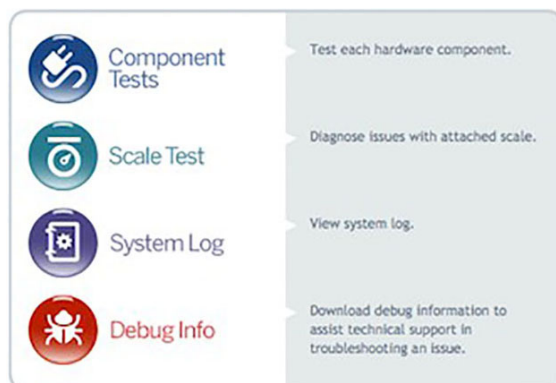 Component
Tests
Test each hardware component.
Scale Test
Diagnose issues with attached scale.
System Log
View system log.
Debug Info
Download debug information to
assist technical support in
troubleshooting an issue.